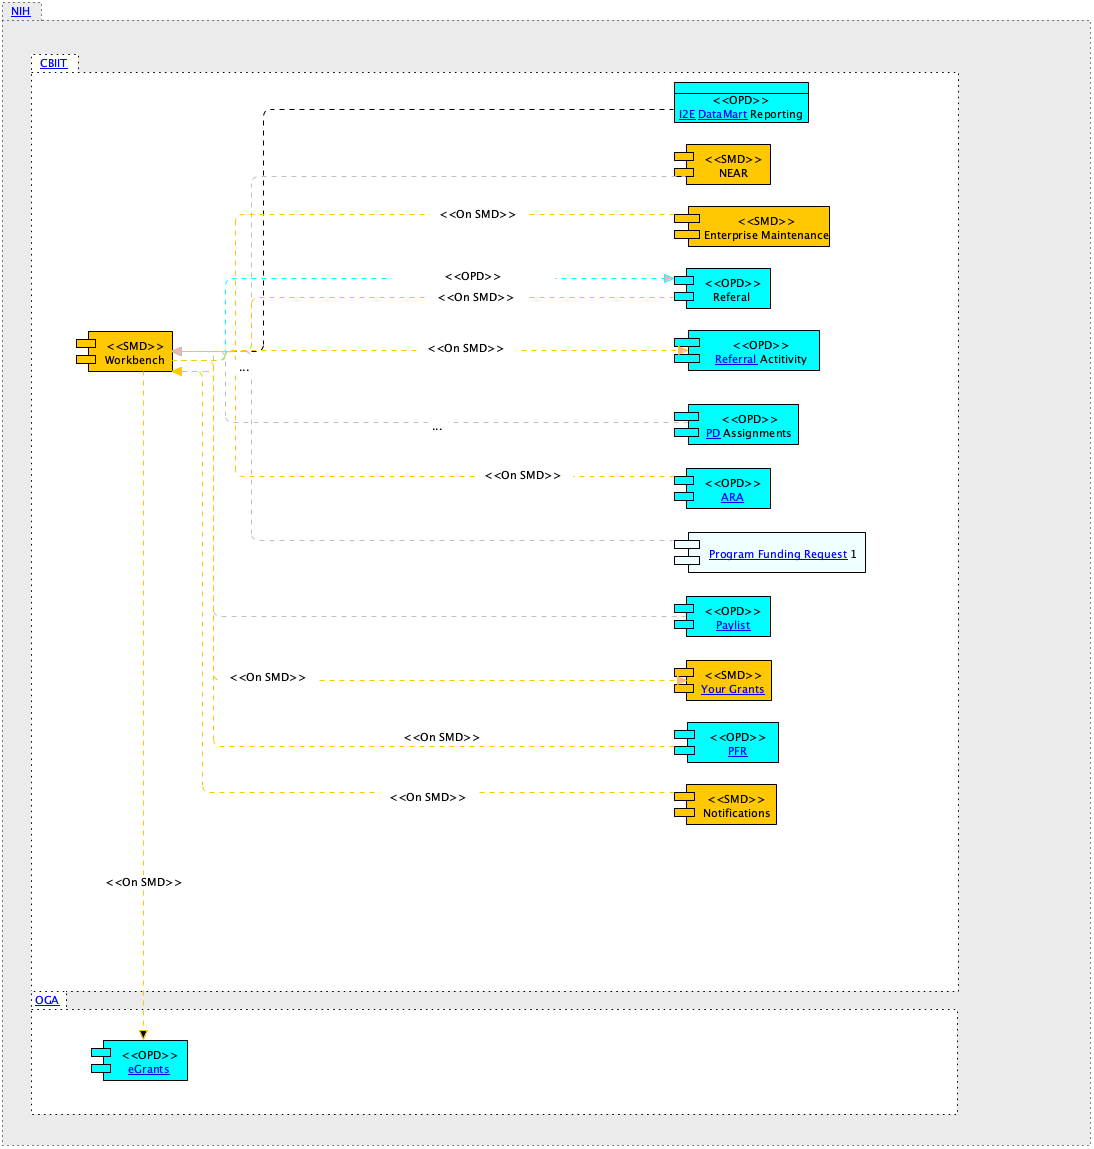 NIH
CBIIT
<<OPD>>
I2E DataMart Reporting
<<SMD>>
NEAR
<<On SMD>>
<<SMD>>
Enterprise Maintenance
<<OPD>>
<<OPD>>
Referal
<<On SMD>>
<<SMD>>
Workbench
<<On SMD>>
<<OPD>>
Referral Actitivity
...
...
<<OPD>>
PD Assignments
<<On SMD>>
<<OPD>>
ARA
Program Funding Request 1
<<OPD>>
Paylist
<<On SMD>>
<<SMD>>
Your Grants
<<On SMD>>
<<OPD>>
PFR
<<On SMD>>
<<SMD>>
Notifications
<<On SMD>>
OGA
<<OPD>>
eGrants